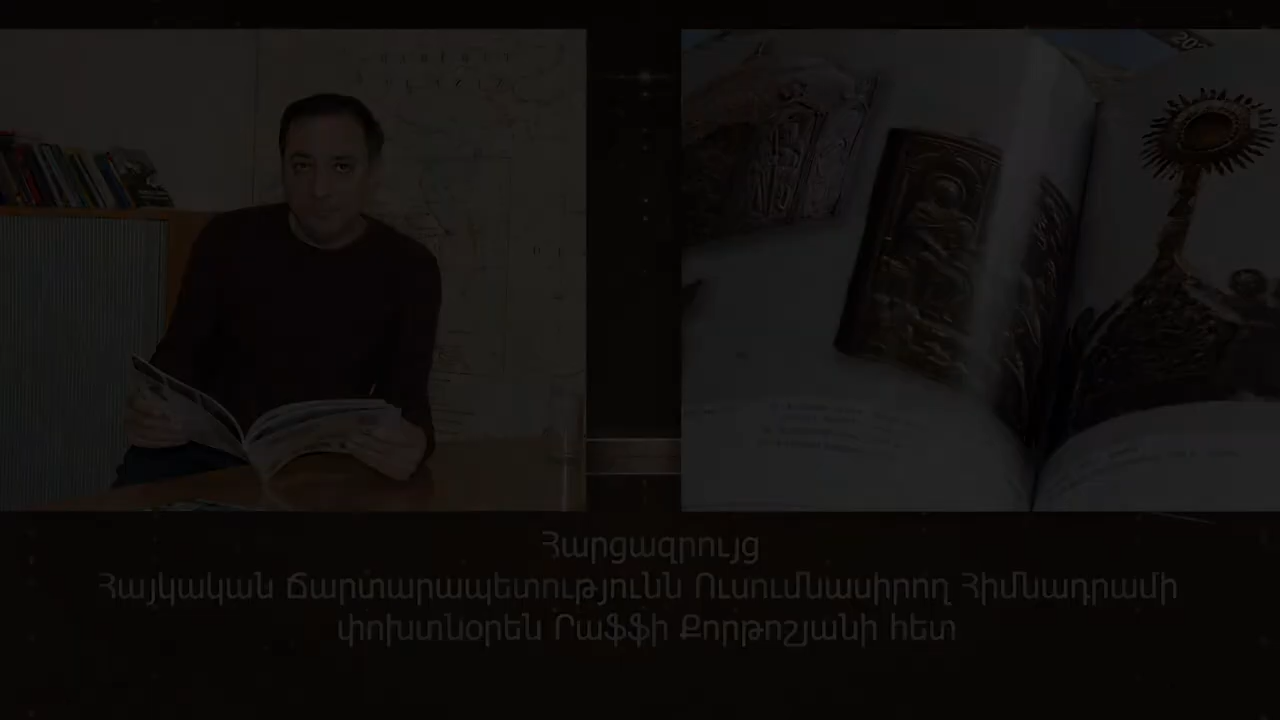 Հարցազրույց
Հայկական Ճարտարապետությունն Ուսումնասիրող Հիմնադրամի
փոխտնօրեն Րաֆֆի Քորթոշյանի հետ